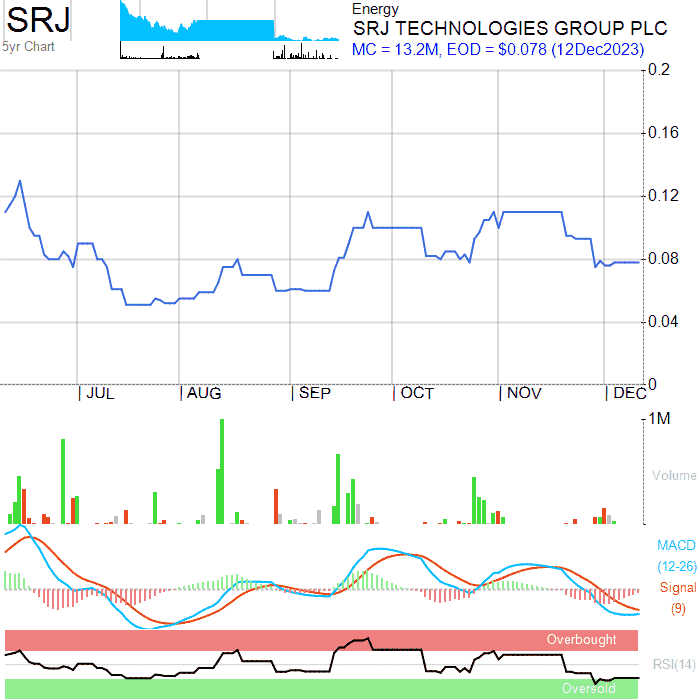 SRJ
5yr Chart
Energy
SRJ TECHNOLOGIES GROUP PLC
MC = 13.2M, EOD = $0.078 (12Dec2023)
0.2
0.16
0.12
0.08
0.04
0
| JUL | AUG | SEP | OCT | NOV | DEC
1M
Volume
MACD
(12-26)
Signal
(9)
Overbought
RSI(14)
Oversold